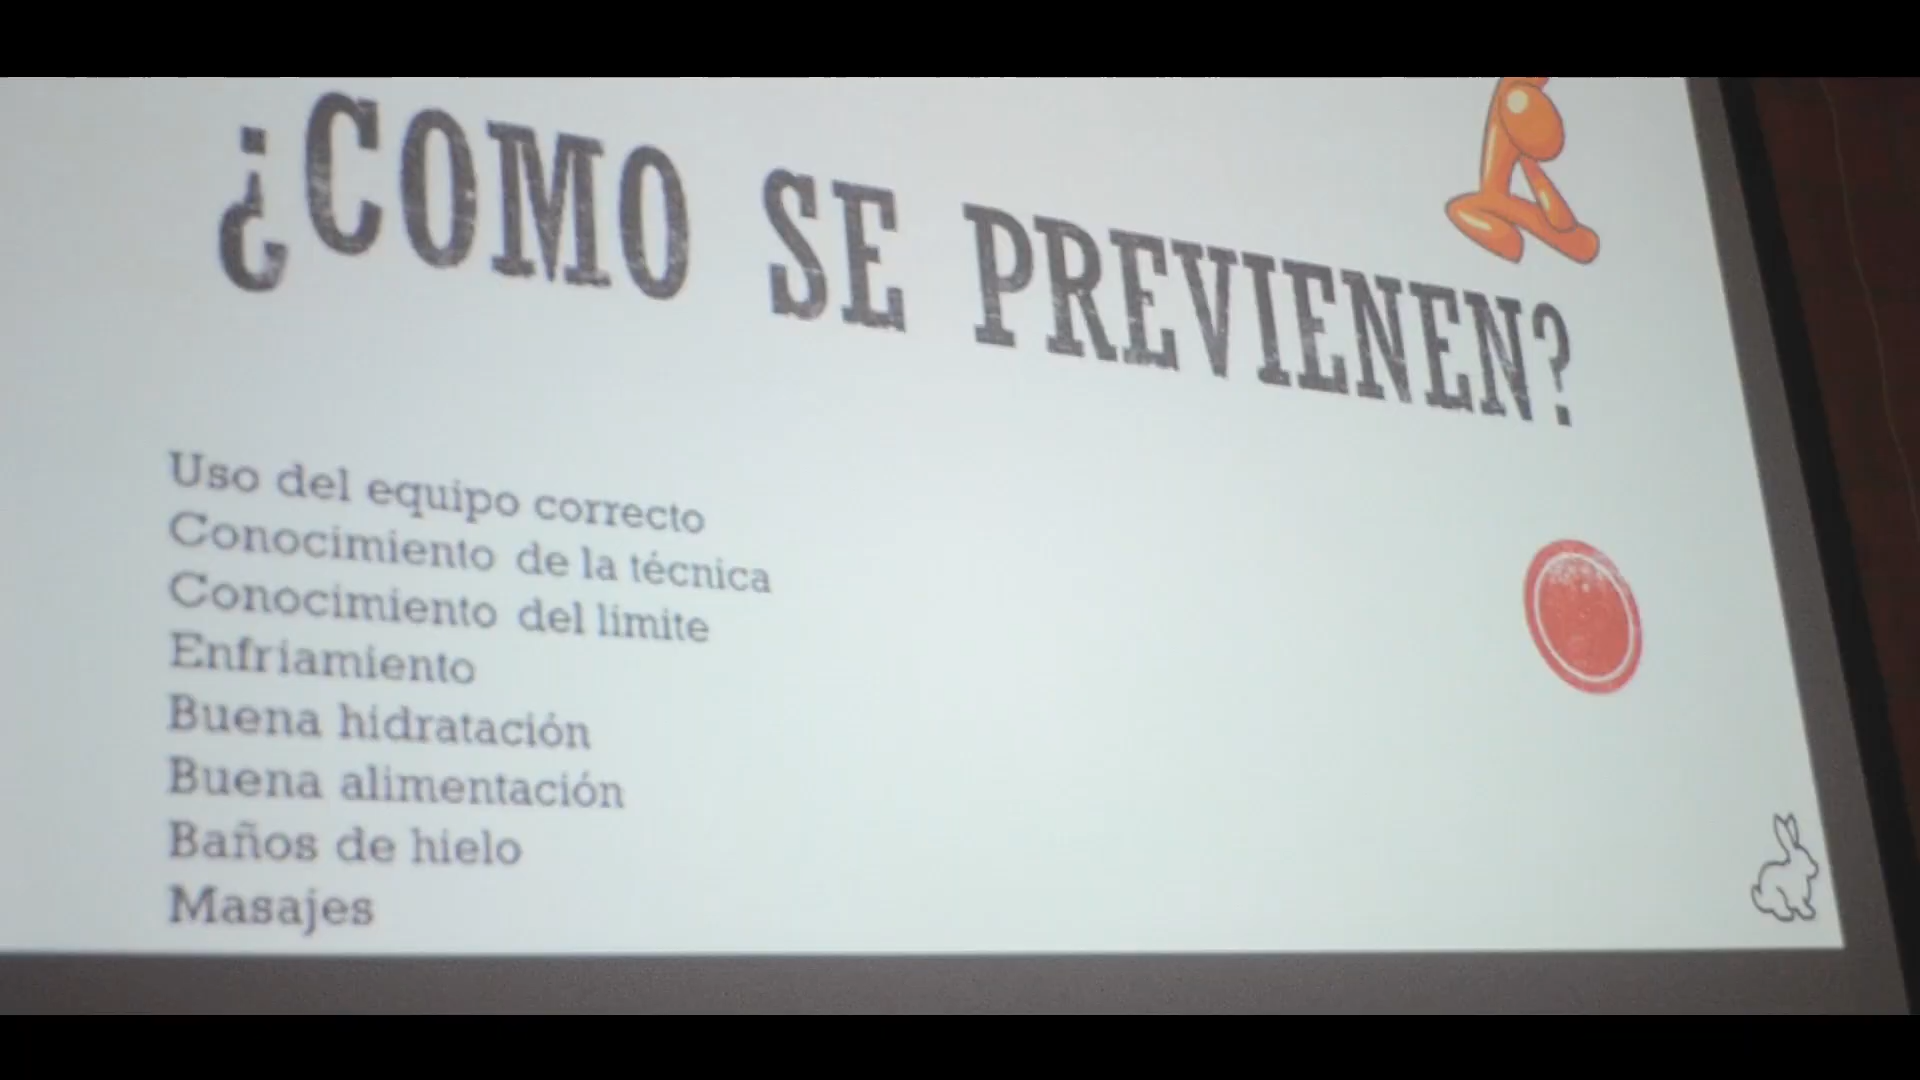 ¿COMO SE PREVIENEN?
Uso del equipo correcto
Conocimiento de la técnica
Conocimiento del limite
Enfriamiento
Buena hidratación
Buena alimentación
Baños de hielo
Masajes